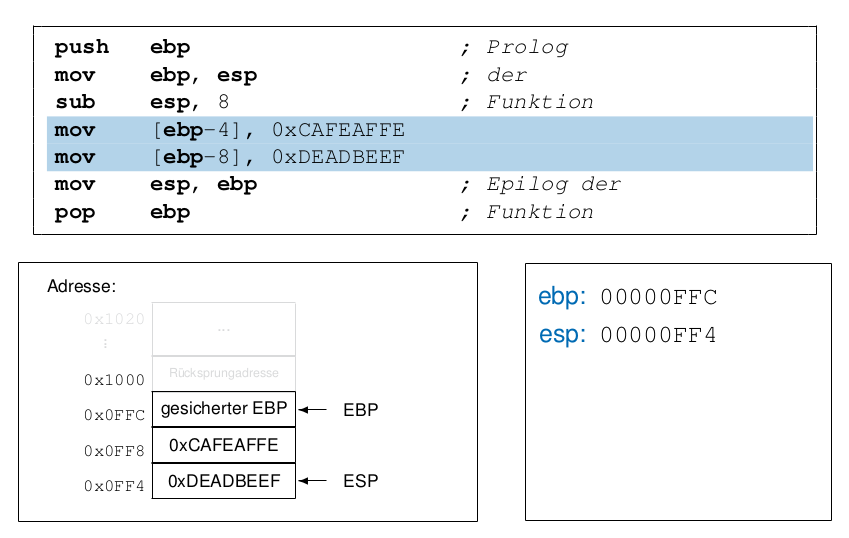 push ebp ; Prolog
mov ebp, esp ; der
sub esp, 8 ; Funktion
mov [ebp-4], 0xCAFEAFFE
mov [ebp-8], 0xDEADBEEF
mov esp, ebp ; Epilog der
pop ebp ; Funktion
Adresse:
0x1020 ...
⋮
0x1000 Rücksprungadresse
0x0FFC gesicherter EBP EBP
0x0FF8 0xCAFEAFFE
0x0FF4 0xDEADBEEF ESP
ebp: 00000FFC
esp: 00000FF4